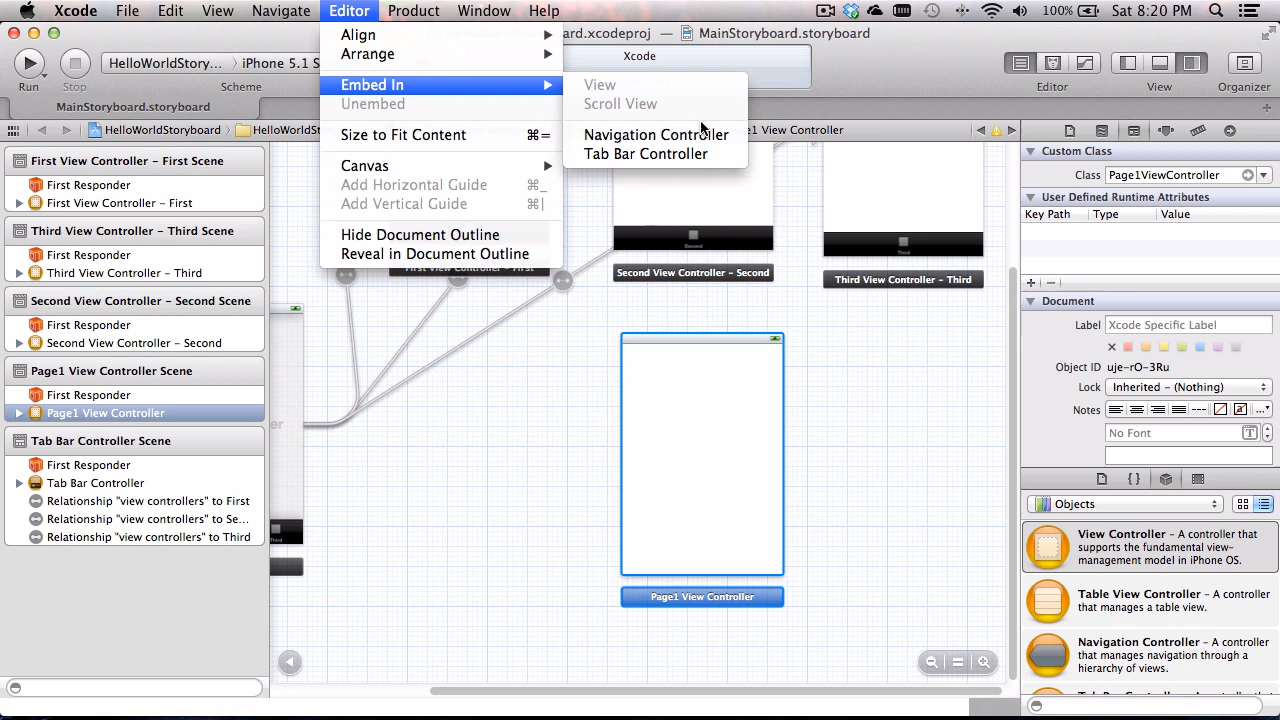 Xcode File Edit View Navigate Editor Product Window Help 100% Sat 8:20 PM
board.xcodeproj — MainStoryboard.storyboard
Run Stop HelloWorldStory... iPhone 5.1 S Scheme Xcode Editor View Organizer
MainStoryboard.storyboard
HelloWorldStoryboard HelloWo e1 View Controller
Align
Arrange
Embed In
Unembed
Size to Fit Content ⌘=
Canvas
Add Horizontal Guide ⌘_
Add Vertical Guide ⌘|
Hide Document Outline
Reveal in Document Outline
View
Scroll View
Navigation Controller
Tab Bar Controller
First View Controller – First Scene
First Responder
First View Controller – First
Third View Controller – Third Scene
First Responder
Third View Controller – Third
Second View Controller – Second Scene
First Responder
Second View Controller – Second
Page1 View Controller Scene
First Responder
Page1 View Controller
Tab Bar Controller Scene
First Responder
Tab Bar Controller
Relationship "view controllers" to First
Relationship "view controllers" to Se...
Relationship "view controllers" to Third
First View Controller – First
Second
Second View Controller – Second
Third
Third View Controller – Third
Third
Page1 View Controller
Custom Class
Class Page1ViewController
User Defined Runtime Attributes
Key Path Type Value
Document
Label Xcode Specific Label
Object ID uje-rO-3Ru
Lock Inherited - (Nothing)
Notes
No Font
Objects
View Controller – A controller that
supports the fundamental view-
management model in iPhone OS.
Table View Controller – A controller
that manages a table view.
Navigation Controller – A controller
that manages navigation through a
hierarchy of views.